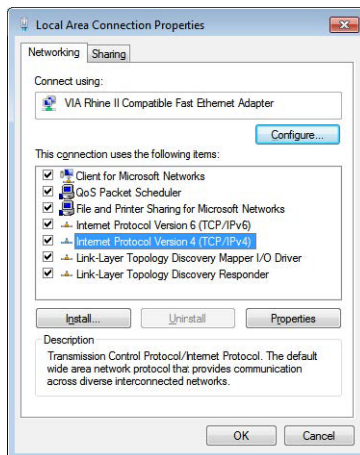 Local Area Connection Properties
Networking
Sharing
Connect using:
VIA Rhine II Compatible Fast Ethernet Adapter
Configure...
This connection uses the following items:
Client for Microsoft Networks
QoS Packet Scheduler
File and Printer Sharing for Microsoft Networks
Internet Protocol Version 6 (TCP/IPv6)
Internet Protocol Version 4 (TCP/IPv4)
Link-Layer Topology Discovery Mapper I/O Driver
Link-Layer Topology Discovery Responder
Install...
Uninstall
Properties
Description
Transmission Control Protocol/Internet Protocol. The default
wide area network protocol that provides communication
across diverse interconnected networks.
OK
Cancel